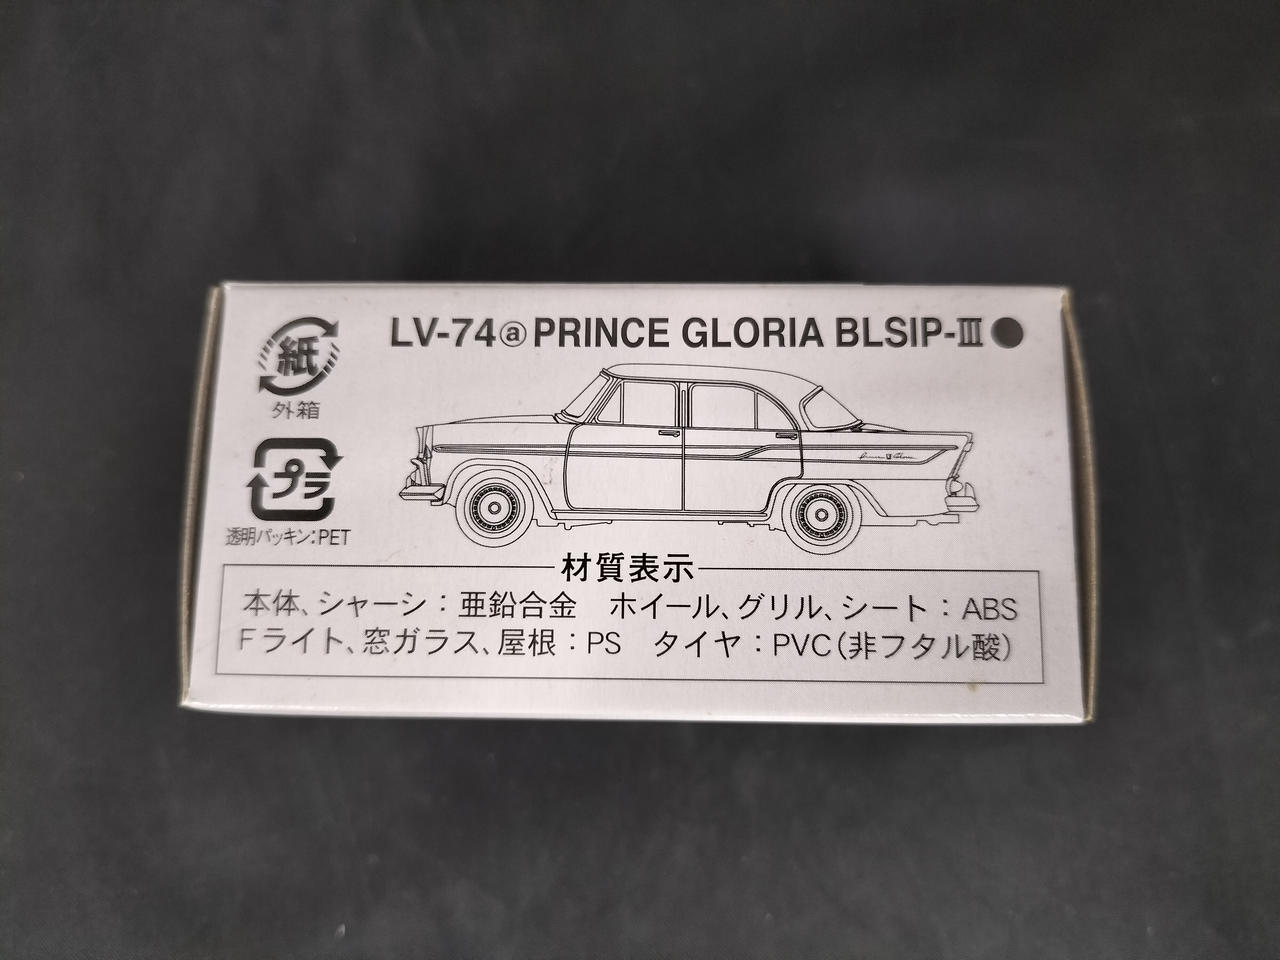 LV-74ⓐPRINCE GLORIA BLSIP-Ⅲ●
紙
外箱
プラ
透明パッキン:PET
Prince Gloria
材質表示
本体、シャーシ:亜鉛合金 ホイール、グリル、シート:ABS
Fライト、窓ガラス、屋根:PS タイヤ:PVC(非フタル酸)